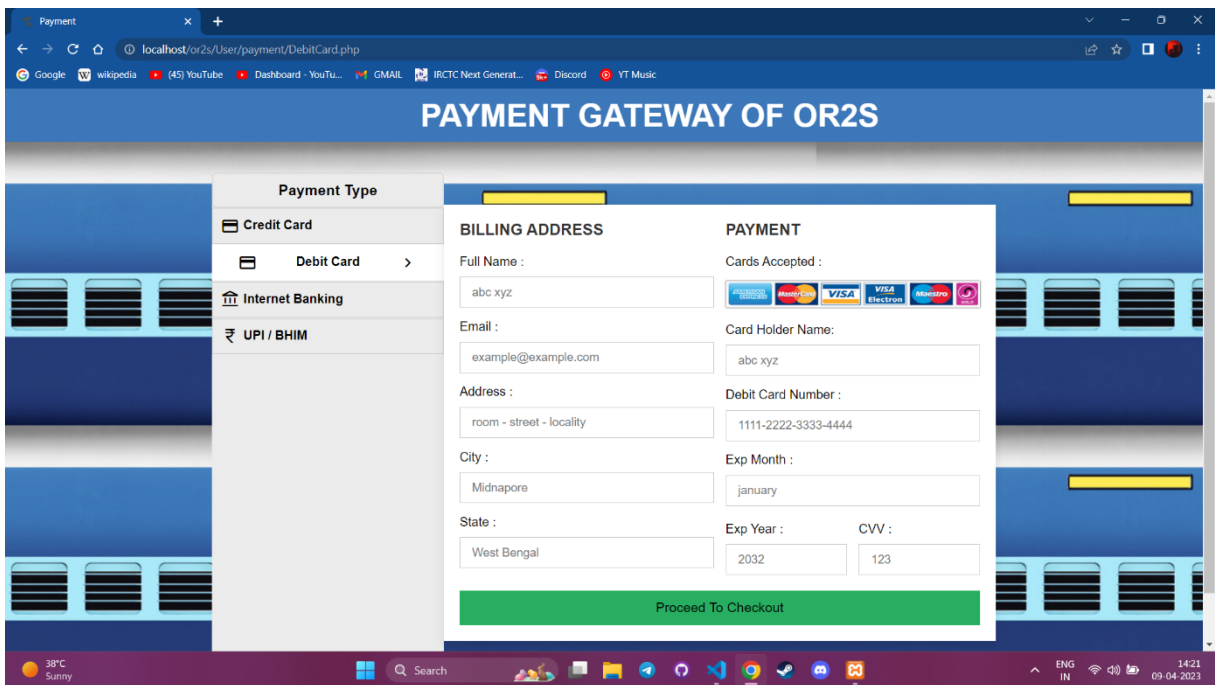 Payment
localhost/or2s/User/payment/DebitCard.php
Google wikipedia (45) YouTube Dashboard - YouTu... GMAIL IRCTC Next Generat... Discord YT Music
PAYMENT GATEWAY OF OR2S
Payment Type
Credit Card
Debit Card
Internet Banking
₹ UPI / BHIM
BILLING ADDRESS
Full Name :
abc xyz
Email :
example@example.com
Address :
room - street - locality
City :
Midnapore
State :
West Bengal
PAYMENT
Cards Accepted :
MasterCard VISA VISA Electron Maestro
Card Holder Name:
abc xyz
Debit Card Number :
1111-2222-3333-4444
Exp Month :
january
Exp Year : CVV :
2032 123
Proceed To Checkout
38°C
Sunny
Search
ENG
IN
14:21
09-04-2023